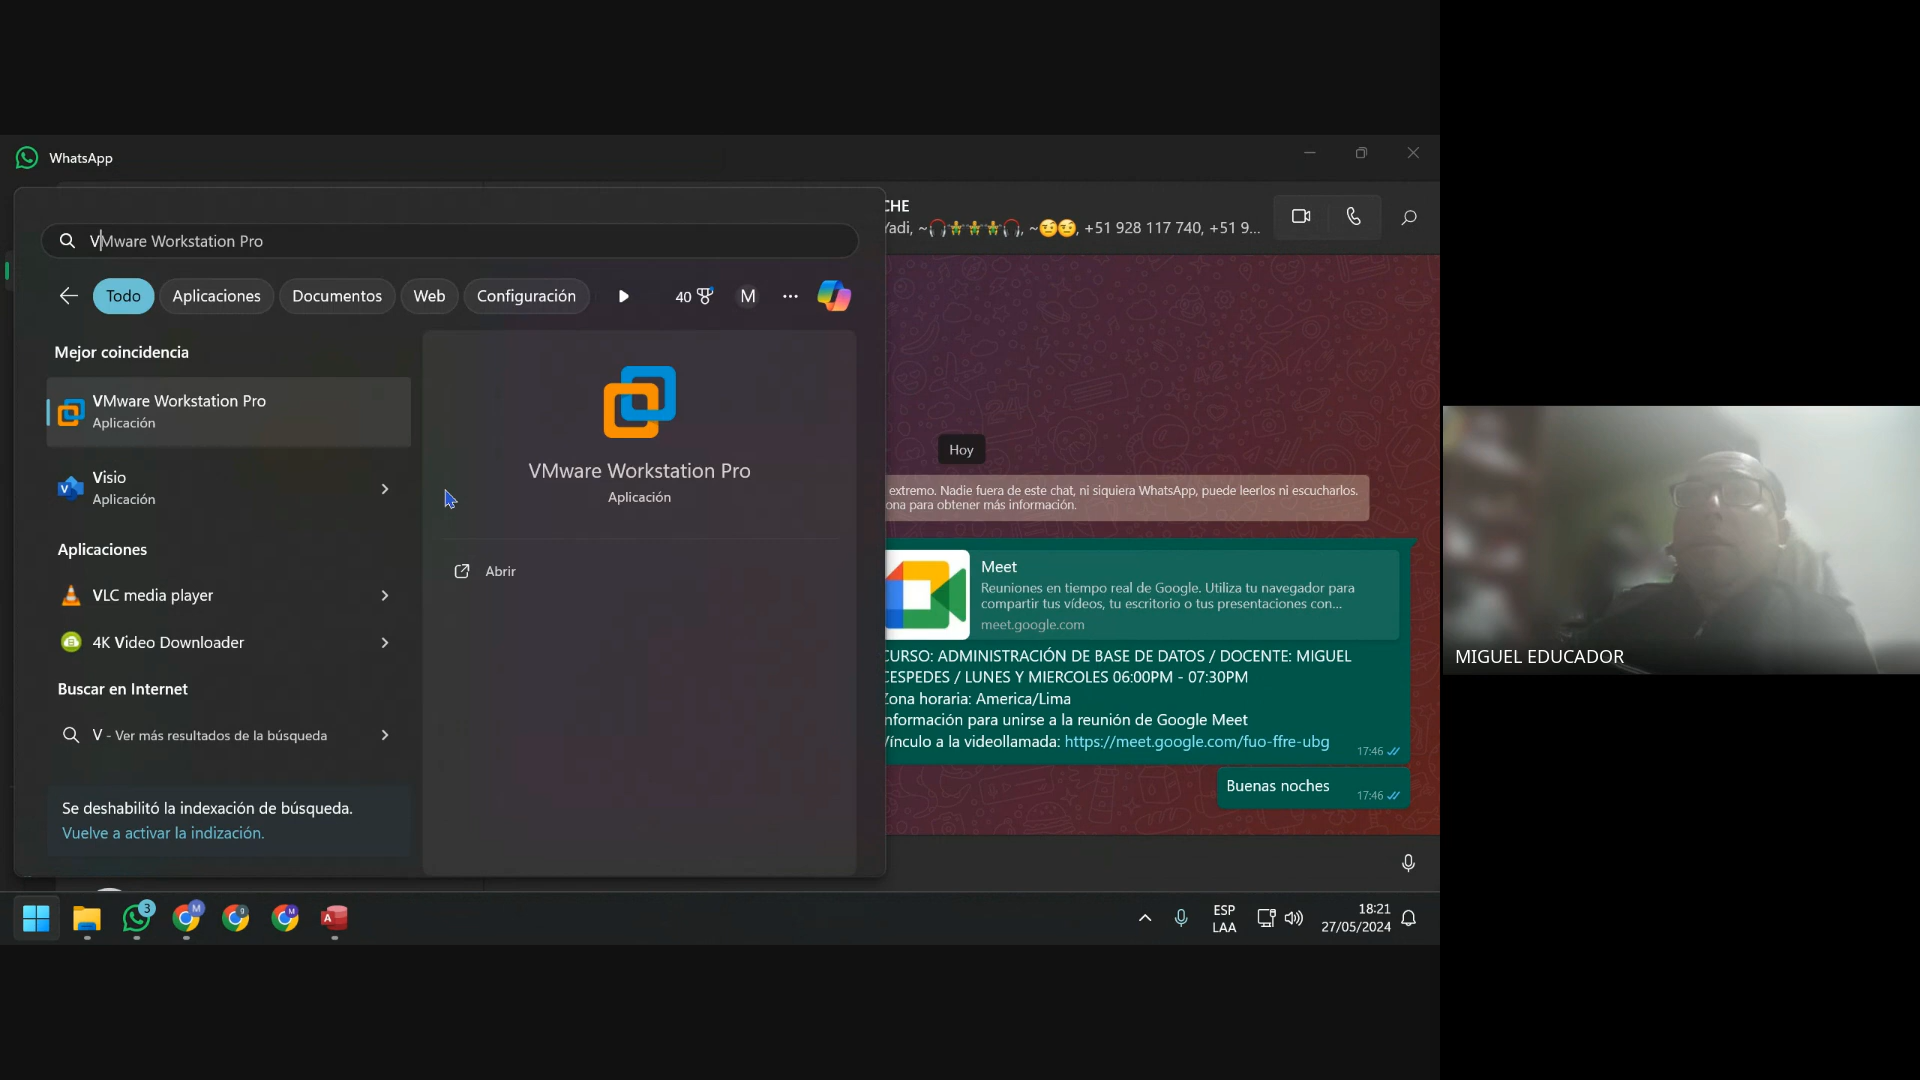 WhatsApp
CHE
Yadi, ~🎧🧍🧍🧍🎧, ~🤨🤨, +51 928 117 740, +51 9...
VMware Workstation Pro
Todo
Aplicaciones
Documentos
Web
Configuración
40
M
Mejor coincidencia
VMware Workstation Pro
Aplicación
Visio
Aplicación
Aplicaciones
VLC media player
4K Video Downloader
Buscar en Internet
V - Ver más resultados de la búsqueda
Se deshabilitó la indexación de búsqueda.
Vuelve a activar la indización.
VMware Workstation Pro
Aplicación
Abrir
Hoy
extremo. Nadie fuera de este chat, ni siquiera WhatsApp, puede leerlos ni escucharlos.
ona para obtener más información.
Meet
Reuniones en tiempo real de Google. Utiliza tu navegador para
compartir tus vídeos, tu escritorio o tus presentaciones con...
meet.google.com
CURSO: ADMINISTRACIÓN DE BASE DE DATOS / DOCENTE: MIGUEL
CESPEDES / LUNES Y MIERCOLES 06:00PM - 07:30PM
Zona horaria: America/Lima
nformación para unirse a la reunión de Google Meet
Vínculo a la videollamada: https://meet.google.com/fuo-ffre-ubg
17:46
Buenas noches
17:46
3
M
9
M
A
ESP
LAA
18:21
27/05/2024
MIGUEL EDUCADOR